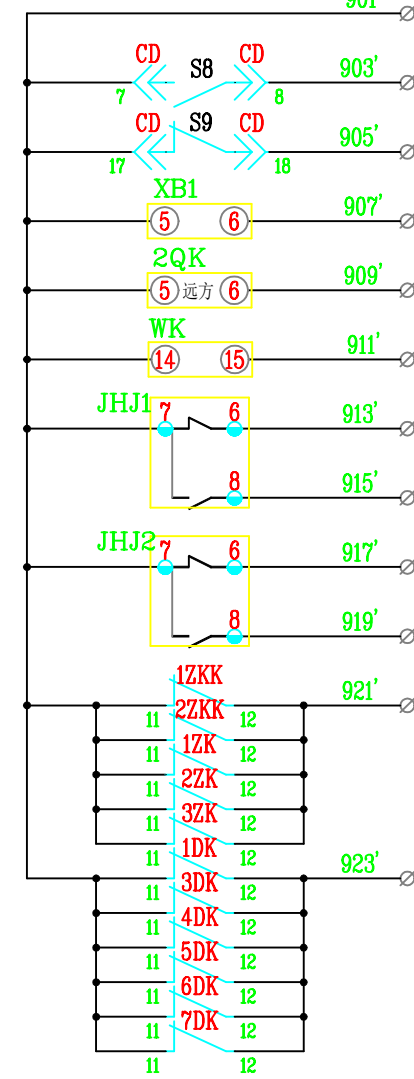 901'
CD S8 CD 903'
7 8
CD S9 CD 905'
17 18
XB1
5 6 907'
2QK
5 远方 6 909'
WK
14 15 911'
JHJ1 7 6 913'
8 915'
JHJ2 7 6 917'
8 919'
1ZKK
921'
11 2ZKK 12
11 1ZK 12
11 2ZK 12
11 3ZK 12
11 1DK 12
923'
11 3DK 12
11 4DK 12
11 5DK 12
11 6DK 12
11 7DK 12
11 12